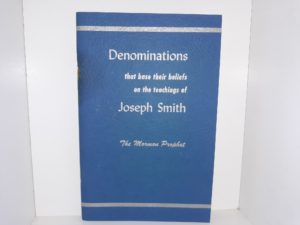 Denominations
that base their beliefs
on the teachings of
Joseph Smith
The Mormon Prophet